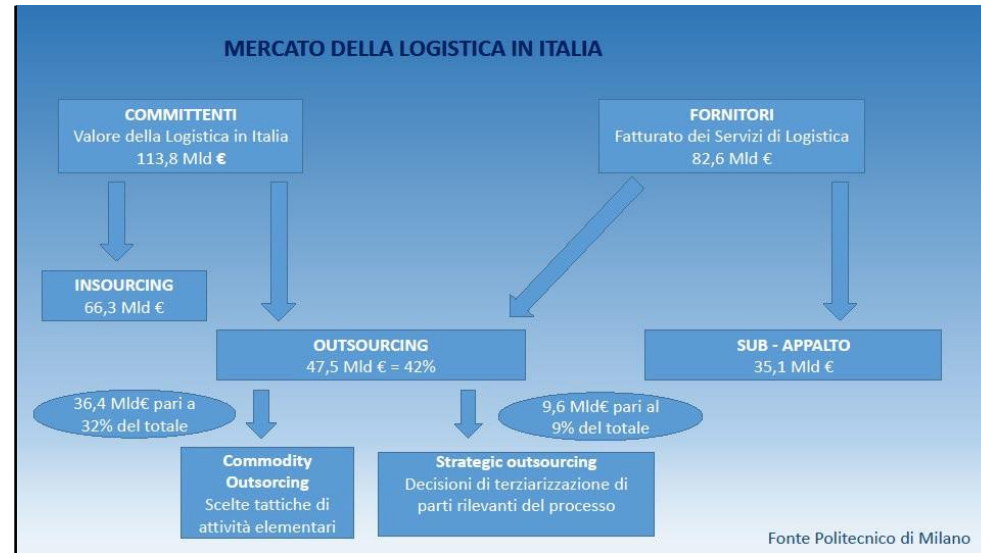 MERCATO DELLA LOGISTICA IN ITALIA
COMMITTENTI
Valore della Logistica in Italia
113,8 Mld €
FORNITORI
Fatturato dei Servizi di Logistica
82,6 Mld €
INSOURCING
66,3 Mld €
OUTSOURCING
47,5 Mld € = 42%
SUB - APPALTO
35,1 Mld €
36,4 Mld€ pari a
32% del totale
9,6 Mld€ pari al
9% del totale
Commodity
Outsorcing
Scelte tattiche di
attività elementari
Strategic outsourcing
Decisioni di terziarizzazione di
parti rilevanti del processo
Fonte Politecnico di Milano